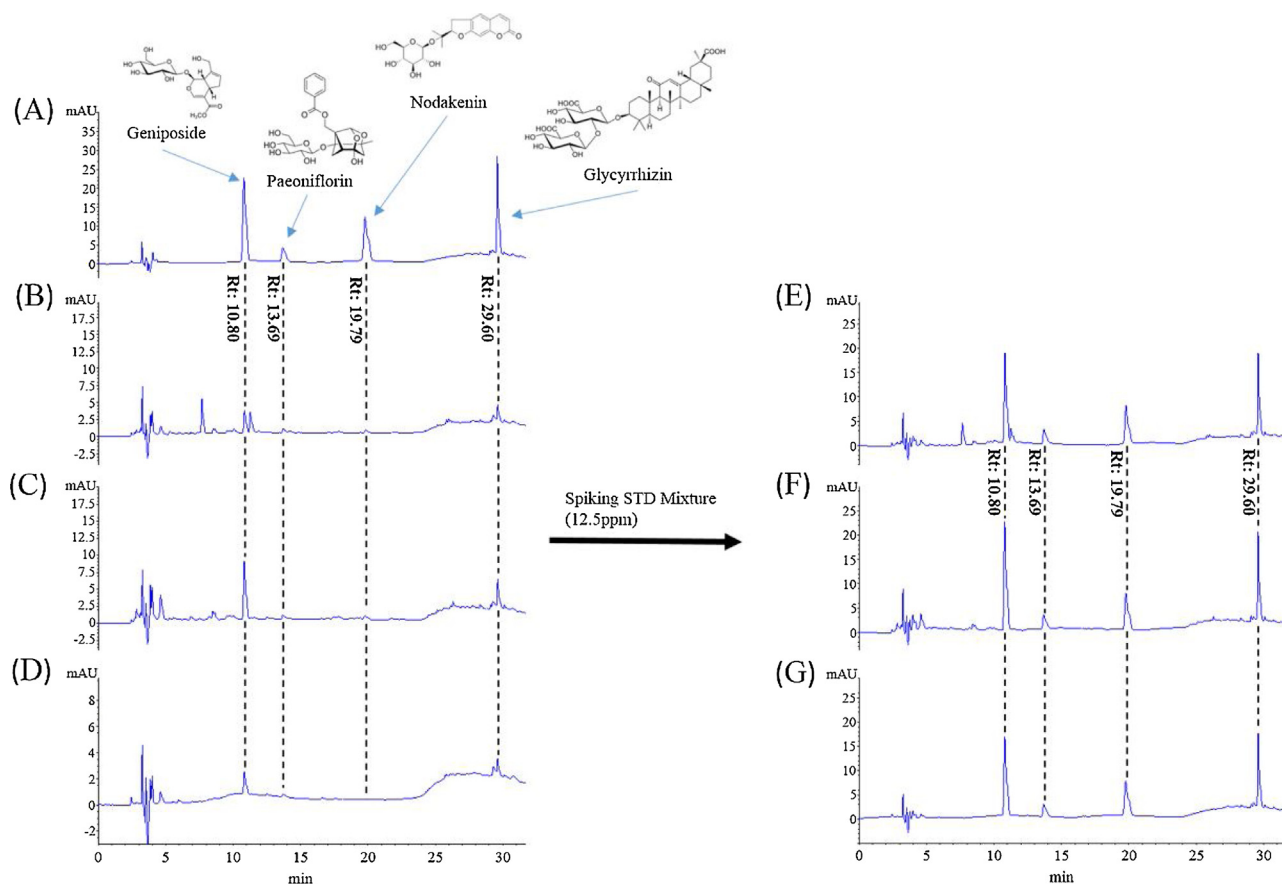 Geniposide
Paeoniflorin
Nodakenin
Glycyrrhizin
(A)
mAU
35
30
25
20
15
10
5
0
Rt: 10.80
Rt: 13.69
Rt: 19.79
Rt: 29.60
(B)
mAU
17.5
15
12.5
10
7.5
5
2.5
0
-2.5
(C)
mAU
17.5
15
12.5
10
7.5
5
2.5
0
-2.5
(D)
mAU
8
6
4
2
0
-2
0 5 10 15 20 25 30
min
Spiking STD Mixture
(12.5ppm)
(E)
mAU
25
20
15
10
5
0
Rt: 10.80
Rt: 13.69
Rt: 19.79
Rt: 29.60
(F)
mAU
25
20
15
10
5
0
(G)
mAU
25
20
15
10
5
0
0 5 10 15 20 25 30
min